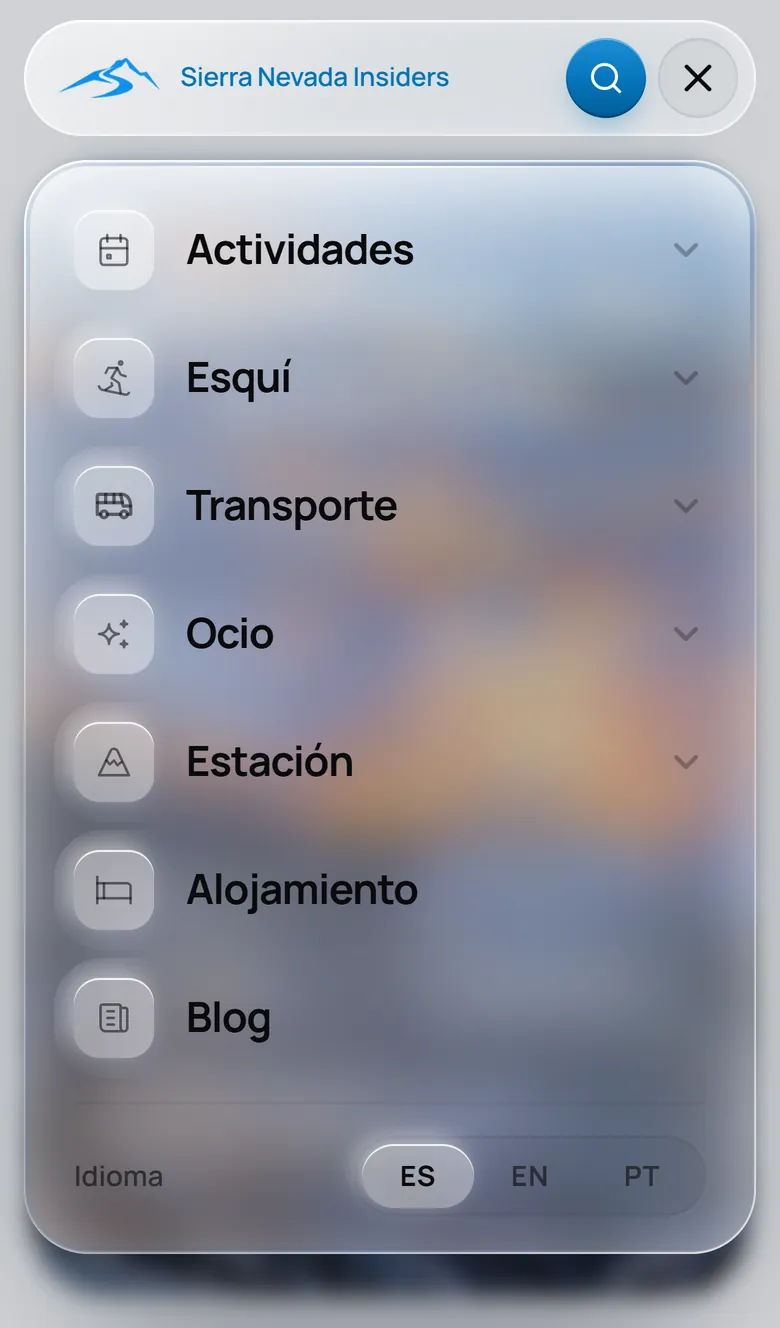 Sierra Nevada Insiders
Actividades
Esquí
Transporte
Ocio
Estación
Alojamiento
Blog
Idioma
ES
EN
PT